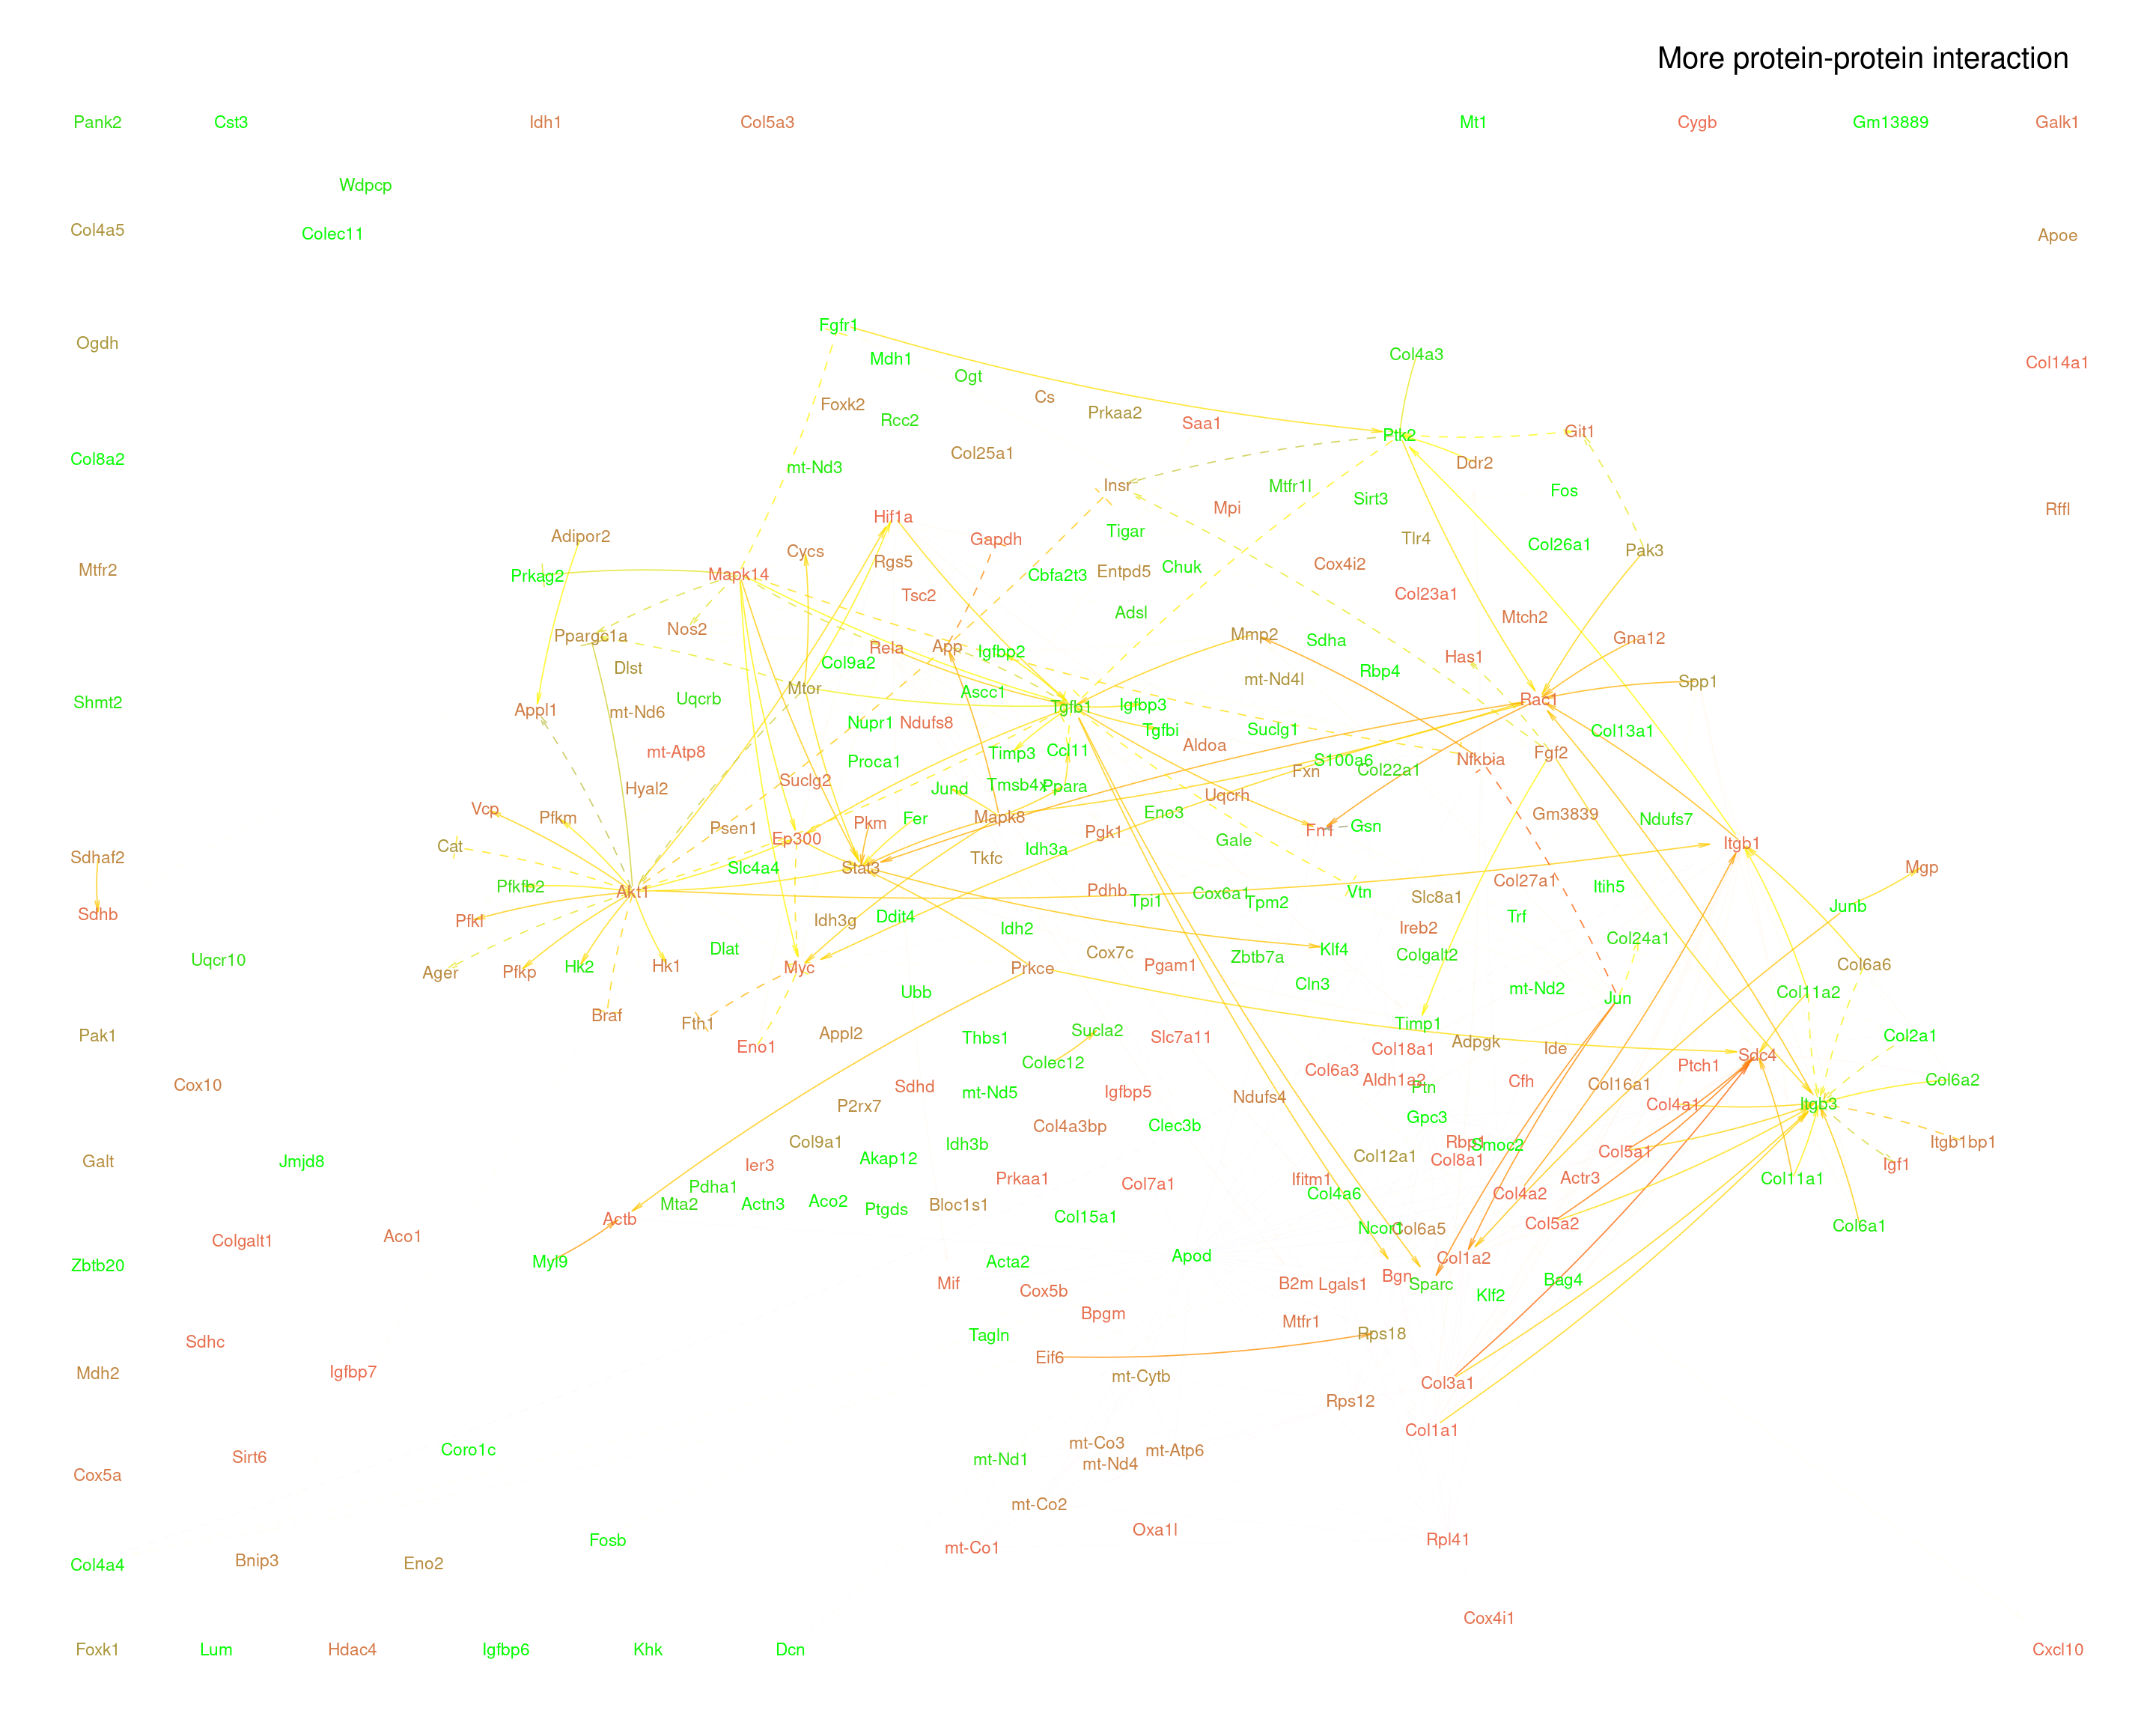 More protein-protein interaction
Pank2
Cst3
Idh1
Col5a3
Mt1
Cygb
Gm13889
Galk1
Wdpcp
Col4a5
Colec11
Apoe
Fgfr1
Ogdh
Mdh1
Col4a3
Col14a1
Ogt
Cs
Foxk2
Prkaa2
Rcc2
Saa1
Ptk2
Git1
Col8a2
Col25a1
Ddr2
mt-Nd3
Insr
Mtfr1l
Sirt3
Fos
Mpi
Rffl
Hif1a
Tigar
Adipor2
Gapdh
Tlr4
Col26a1
Pak3
Cycs
Rgs5
Cox4i2
Mtfr2
Prkag2
Mapk14
Cbfa2t3
Entpd5
Chuk
Tsc2
Col23a1
Adsl
Mtch2
Nos2
Ppargc1a
Rela
App
Igfbp2
Mmp2
Sdha
Gna12
Has1
Dlst
Col9a2
Rbp4
mt-Nd4l
Spp1
Mtor
Ascc1
Shmt2
Uqcrb
Appl1
mt-Nd6
Tgfb1
Igfbp3
Rac1
Nupr1
Ndufs8
Tgfbi
Suclg1
Col13a1
mt-Atp8
Timp3
Ccl11
Aldoa
Proca1
S100a6
Nfkbia
Fgf2
Fxn
Col22a1
Suclg2
Hyal2
Jund
Tmsb4x
Ppara
Uqcrh
Vcp
Pfkm
Psen1
Pkm
Fer
Mapk8
Eno3
Gm3839
Ndufs7
Cat
Ep300
Pgk1
Fn1
Gsn
Gale
Itgb1
Sdhaf2
Slc4a4
Stat3
Tkfc
Idh3a
Mgp
Pfkfb2
Akt1
Pdhb
Tpi1
Cox6a1
Tpm2
Vtn
Slc8a1
Col27a1
Itih5
Junb
Sdhb
Pfkl
Idh3g
Ddit4
Idh2
Ireb2
Trf
Uqcr10
Dlat
Cox7c
Zbtb7a
Klf4
Colgalt2
Col24a1
Ager
Pfkp
Hk2
Hk1
Myc
Prkce
Pgam1
Col6a6
Ubb
Cln3
mt-Nd2
Jun
Col11a2
Braf
Fth1
Timp1
Pak1
Eno1
Appl2
Thbs1
Sucla2
Slc7a11
Adpgk
Ide
Col2a1
Cox10
Colec12
Col18a1
Sdc4
Ptch1
Sdhd
mt-Nd5
Igfbp5
Col6a3
Aldh1a2
Ptn
Cfh
Col16a1
Col6a2
P2rx7
Ndufs4
Col4a1
Itgb3
Col4a3bp
Clec3b
Gpc3
Col9a1
Idh3b
Rbp1
Smoc2
Itgb1bp1
Galt
Jmjd8
Ier3
Akap12
Col12a1
Col8a1
Col5a1
Igf1
Pdha1
Mta2
Actn3
Aco2
Ptgds
Bloc1s1
Prkaa1
Col7a1
Ifitm1
Col4a6
Col4a2
Actr3
Col11a1
Actb
Col15a1
Ncor1
Col6a5
Col5a2
Col6a1
Colgalt1
Aco1
Zbtb20
Myl9
Acta2
Apod
Col1a2
Mif
Cox5b
B2m
Lgals1
Bgn
Sparc
Klf2
Bag4
Bpgm
Mtfr1
Sdhc
Tagln
Rps18
Mdh2
Igfbp7
Eif6
mt-Cytb
Col3a1
Rps12
Col1a1
Sirt6
Coro1c
mt-Co3
mt-Atp6
Cox5a
mt-Nd1
mt-Nd4
mt-Co2
Fosb
mt-Co1
Oxa1l
Rpl41
Col4a4
Bnip3
Eno2
Cox4i1
Foxk1
Lum
Hdac4
Igfbp6
Khk
Dcn
Cxcl10